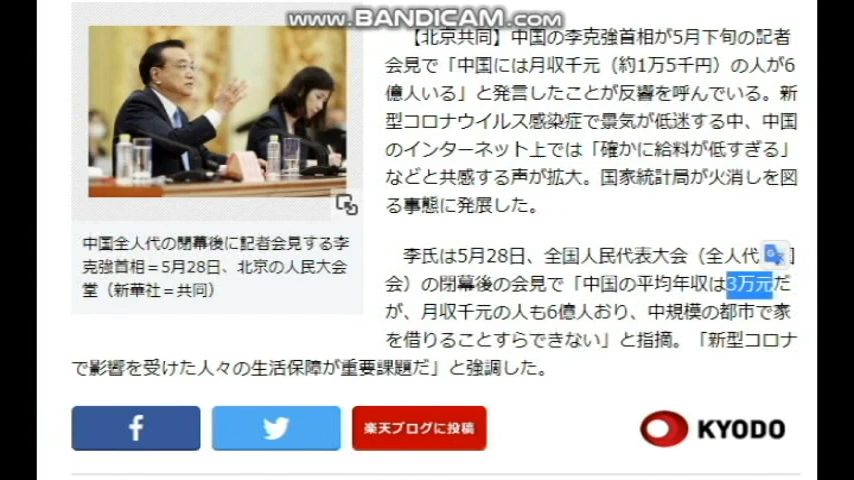 www.BANDICAM.com
【北京共同】中国の李克強首相が5月下旬の記者
会見で「中国には月収千元（約1万5千円）の人が6
億人いる」と発言したことが反響を呼んでいる。新
型コロナウイルス感染症で景気が低迷する中、中国
のインターネット上では「確かに給料が低すぎる」
などと共感する声が拡大。国家統計局が火消しを図
る事態に発展した。
中国全人代の閉幕後に記者会見する李
克強首相＝5月28日、北京の人民大会
堂（新華社＝共同）
李氏は5月28日、全国人民代表大会（全人代
会）の閉幕後の会見で「中国の平均年収は3万元だ
が、月収千元の人も6億人おり、中規模の都市で家
を借りることすらできない」と指摘。「新型コロナ
で影響を受けた人々の生活保障が重要課題だ」と強調した。
f
楽天ブログに投稿
KYODO